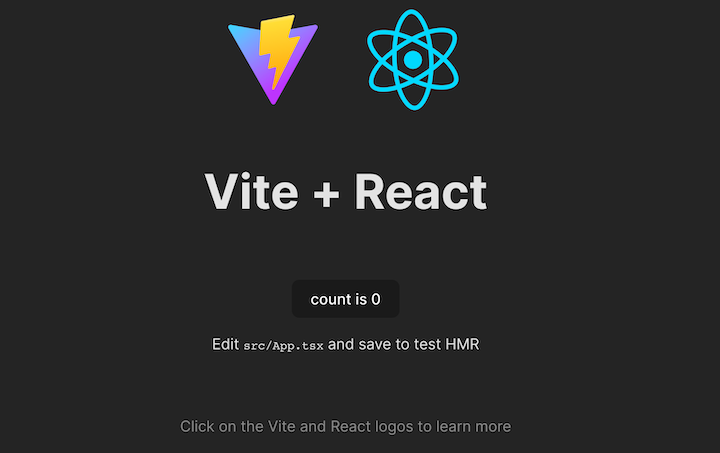 Vite + React
count is 0
Edit src/App.tsx and save to test HMR
Click on the Vite and React logos to learn more